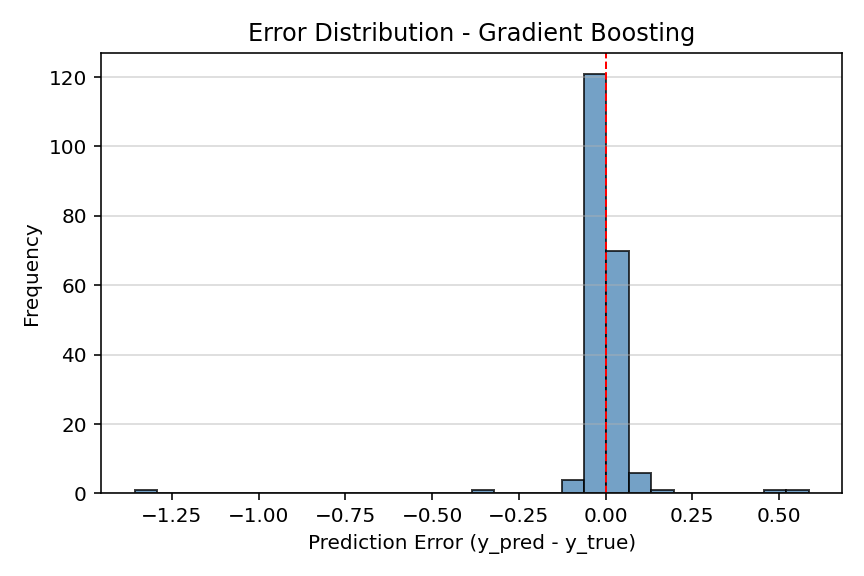 Error Distribution - Gradient Boosting
120
100
80
60
40
20
0
Frequency
−1.25 −1.00 −0.75 −0.50 −0.25 0.00 0.25 0.50
Prediction Error (y_pred - y_true)